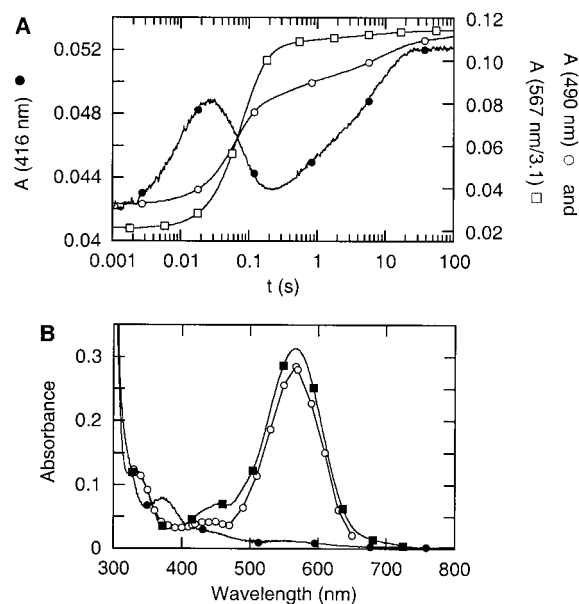 A
A (416 nm) ●
0.052
0.048
0.044
0.04
0.12
0.10
0.08
0.06
0.04
0.02
A (567 nm/3.1) □
A (490 nm) ○ and
0.001 0.01 0.1 1 10 100
t (s)
B
Absorbance
0.3
0.2
0.1
0
300 400 500 600 700 800
Wavelength (nm)